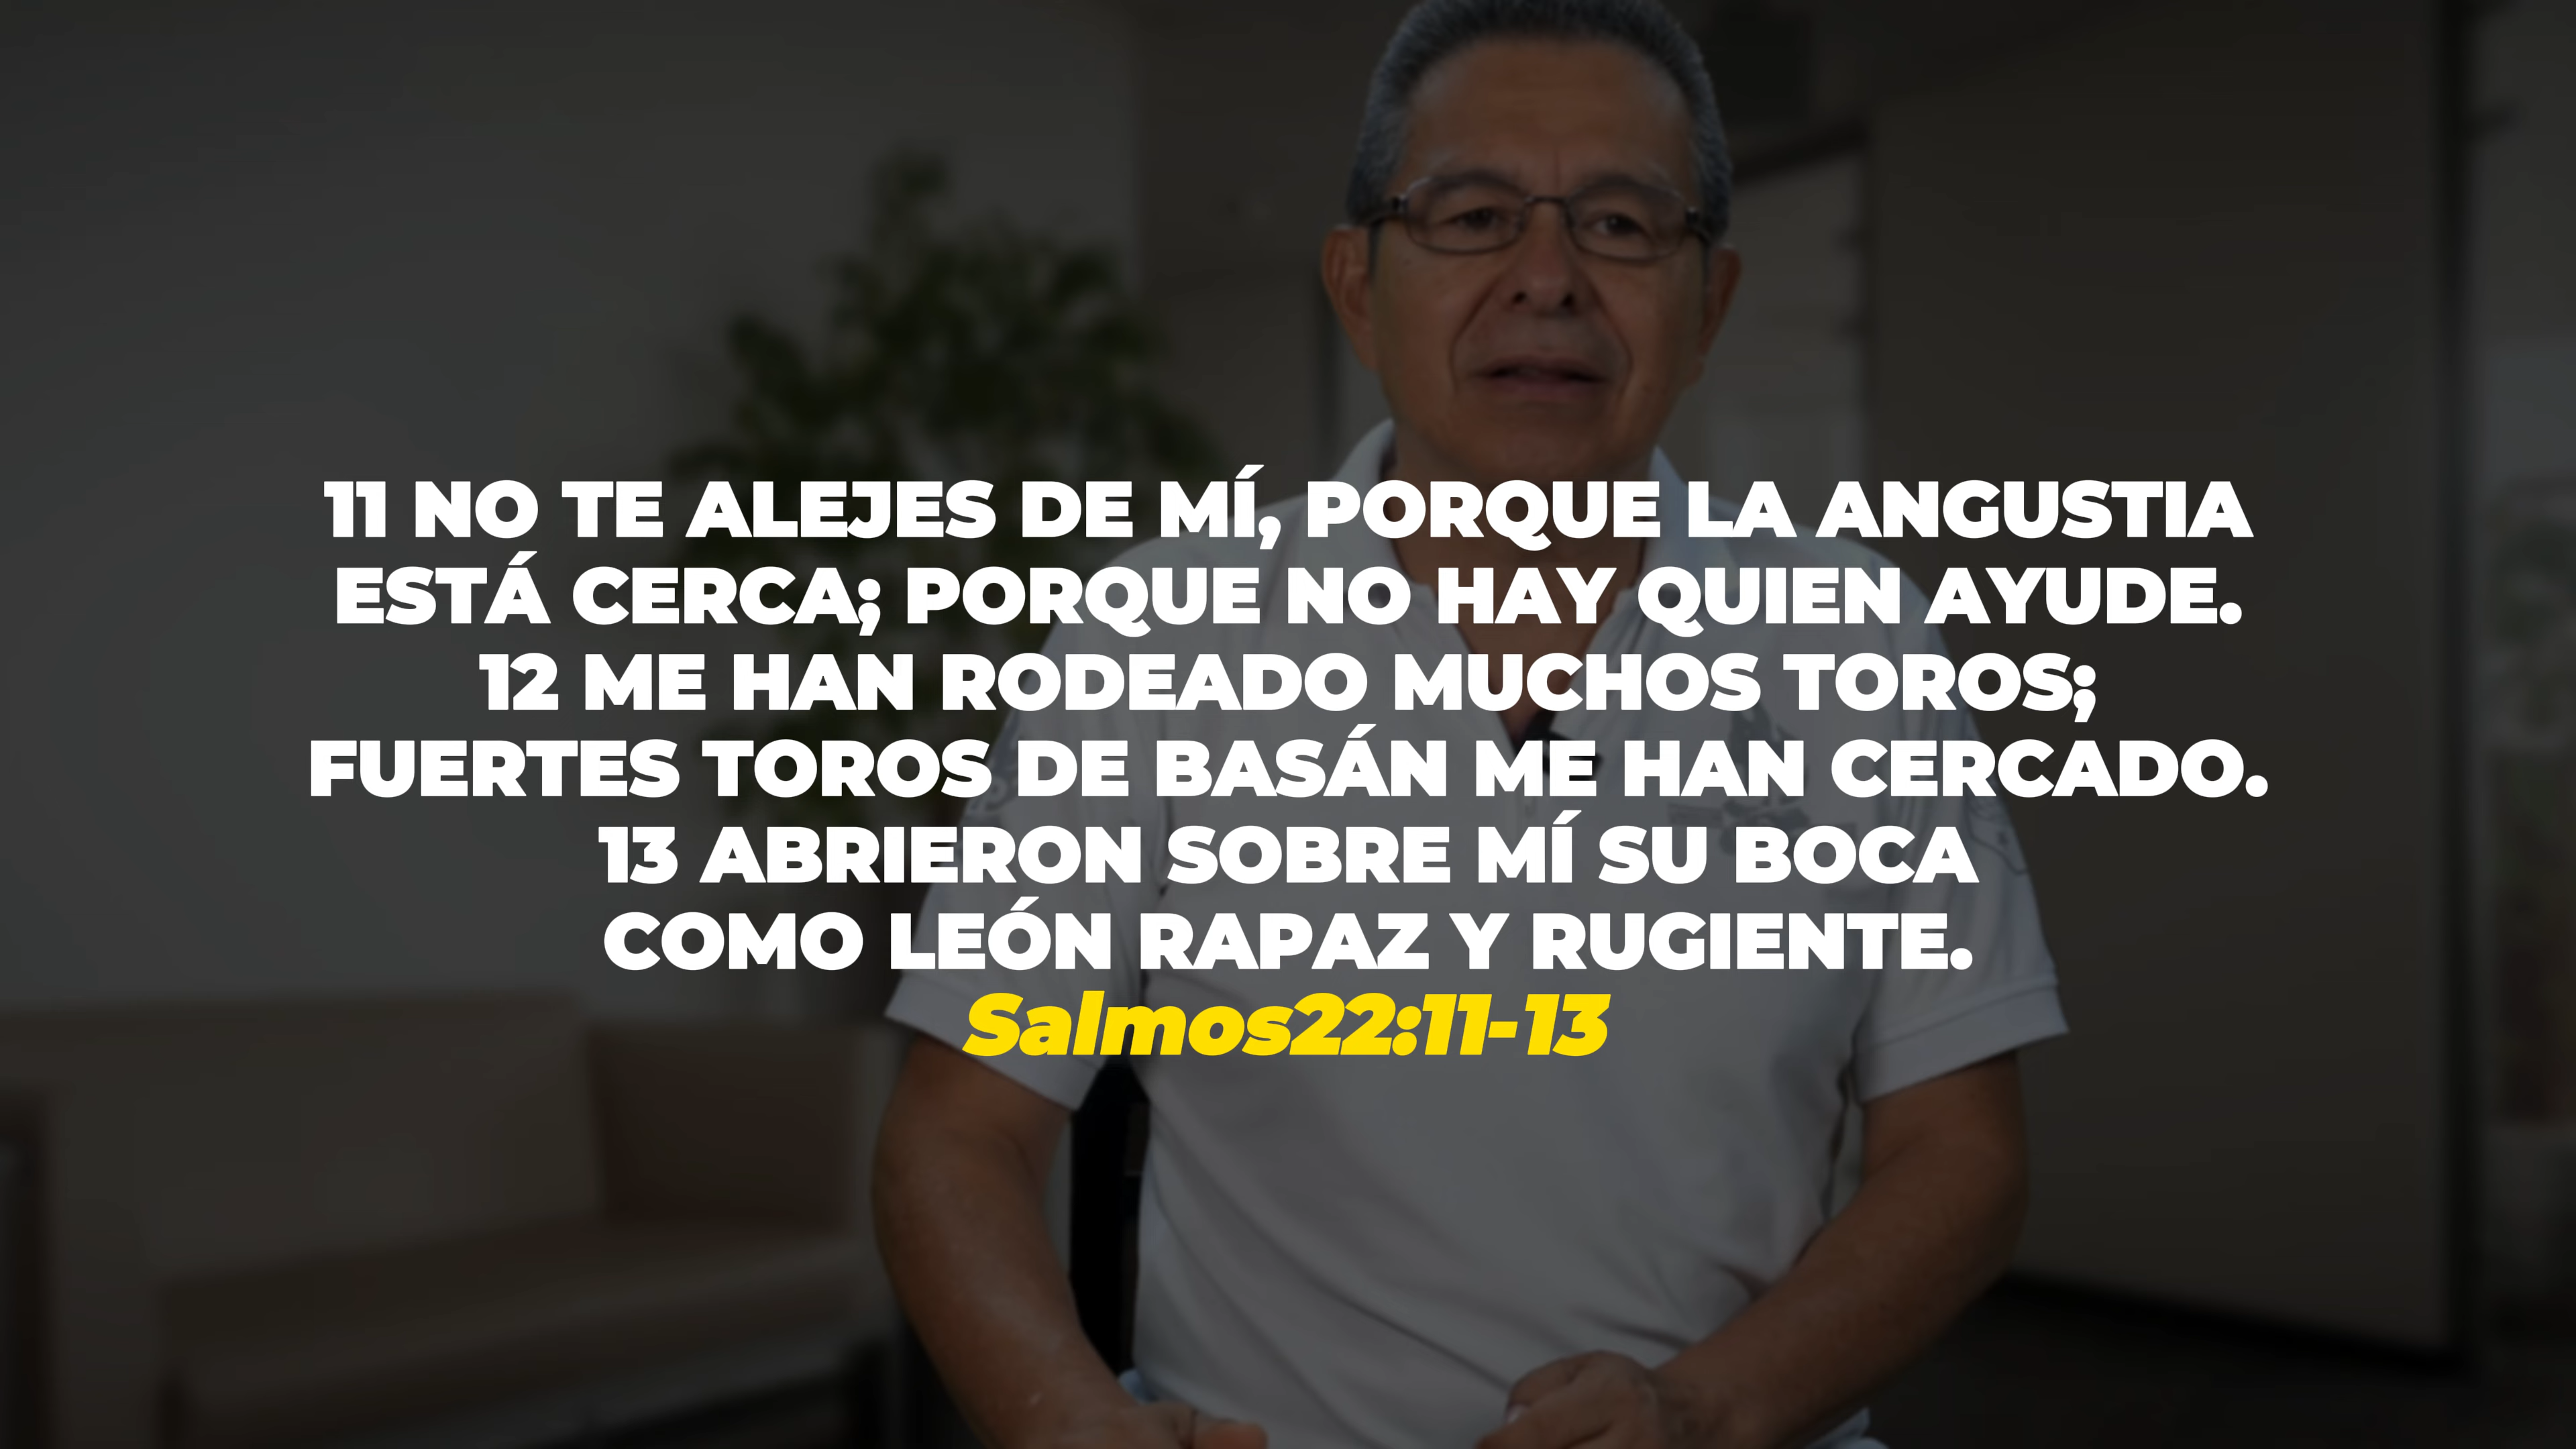 11 NO TE ALEJES DE MÍ, PORQUE LA ANGUSTIA
ESTÁ CERCA; PORQUE NO HAY QUIEN AYUDE.
12 ME HAN RODEADO MUCHOS TOROS;
FUERTES TOROS DE BASÁN ME HAN CERCADO.
13 ABRIERON SOBRE MÍ SU BOCA
COMO LEÓN RAPAZ Y RUGIENTE.
Salmos22:11-13